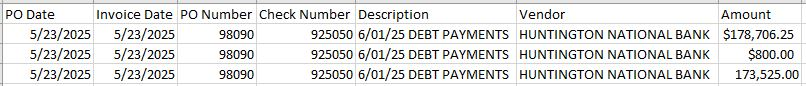 PO Date Invoice Date PO Number Check Number Description Vendor Amount
5/23/2025 5/23/2025 98090 925050 6/01/25 DEBT PAYMENTS HUNTINGTON NATIONAL BANK $178,706.25
5/23/2025 5/23/2025 98090 925050 6/01/25 DEBT PAYMENTS HUNTINGTON NATIONAL BANK $800.00
5/23/2025 5/23/2025 98090 925050 6/01/25 DEBT PAYMENTS HUNTINGTON NATIONAL BANK 173,525.00